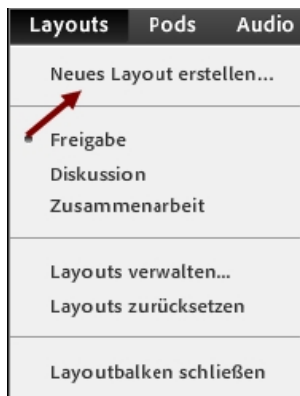 Layouts Pods Audio
Neues Layout erstellen...
Freigabe
Diskussion
Zusammenarbeit
Layouts verwalten...
Layouts zurücksetzen
Layoutbalken schließen